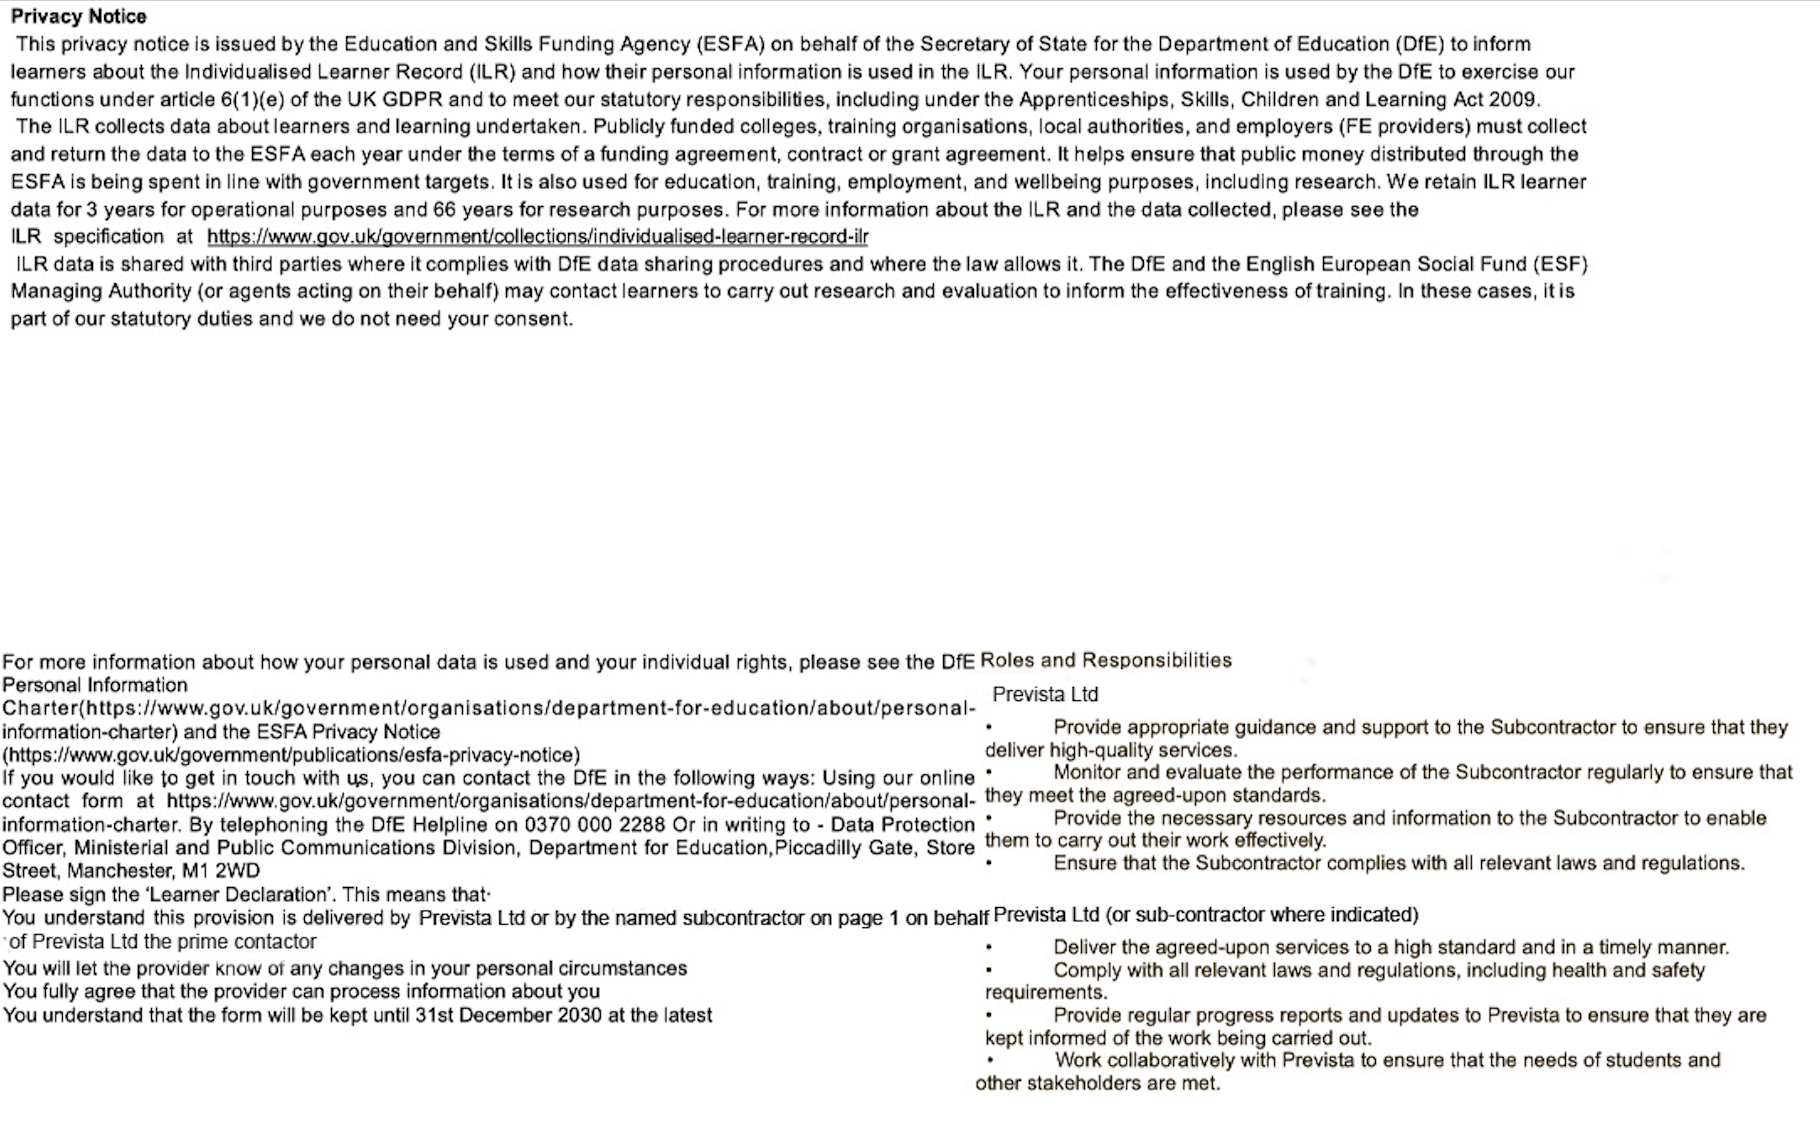 Privacy Notice
This privacy notice is issued by the Education and Skills Funding Agency (ESFA) on behalf of the Secretary of State for the Department of Education (DfE) to inform
learners about the Individualised Learner Record (ILR) and how their personal information is used in the ILR. Your personal information is used by the DfE to exercise our
functions under article 6(1)(e) of the UK GDPR and to meet our statutory responsibilities, including under the Apprenticeships, Skills, Children and Learning Act 2009.
The ILR collects data about learners and learning undertaken. Publicly funded colleges, training organisations, local authorities, and employers (FE providers) must collect
and return the data to the ESFA each year under the terms of a funding agreement, contract or grant agreement. It helps ensure that public money distributed through the
ESFA is being spent in line with government targets. It is also used for education, training, employment, and wellbeing purposes, including research. We retain ILR learner
data for 3 years for operational purposes and 66 years for research purposes. For more information about the ILR and the data collected, please see the
ILR specification at https://www.gov.uk/government/collections/individualised-learner-record-ilr
ILR data is shared with third parties where it complies with DfE data sharing procedures and where the law allows it. The DfE and the English European Social Fund (ESF)
Managing Authority (or agents acting on their behalf) may contact learners to carry out research and evaluation to inform the effectiveness of training. In these cases, it is
part of our statutory duties and we do not need your consent.
For more information about how your personal data is used and your individual rights, please see the DfE
Personal Information
Charter(https://www.gov.uk/government/organisations/department-for-education/about/personal-
information-charter) and the ESFA Privacy Notice
(https://www.gov.uk/government/publications/esfa-privacy-notice)
If you would like to get in touch with us, you can contact the DfE in the following ways: Using our online
contact form at https://www.gov.uk/government/organisations/department-for-education/about/personal-
information-charter. By telephoning the DfE Helpline on 0370 000 2288 Or in writing to - Data Protection
Officer, Ministerial and Public Communications Division, Department for Education,Piccadilly Gate, Store
Street, Manchester, M1 2WD
Please sign the 'Learner Declaration'. This means that·
You understand this provision is delivered by Prevista Ltd or by the named subcontractor on page 1 on behalf
of Prevista Ltd the prime contactor
You will let the provider know of any changes in your personal circumstances
You fully agree that the provider can process information about you
You understand that the form will be kept until 31st December 2030 at the latest
Roles and Responsibilities
Prevista Ltd
• Provide appropriate guidance and support to the Subcontractor to ensure that they
deliver high-quality services.
• Monitor and evaluate the performance of the Subcontractor regularly to ensure that
they meet the agreed-upon standards.
• Provide the necessary resources and information to the Subcontractor to enable
them to carry out their work effectively.
• Ensure that the Subcontractor complies with all relevant laws and regulations.
Prevista Ltd (or sub-contractor where indicated)
• Deliver the agreed-upon services to a high standard and in a timely manner.
• Comply with all relevant laws and regulations, including health and safety
requirements.
• Provide regular progress reports and updates to Prevista to ensure that they are
kept informed of the work being carried out.
• Work collaboratively with Prevista to ensure that the needs of students and
other stakeholders are met.